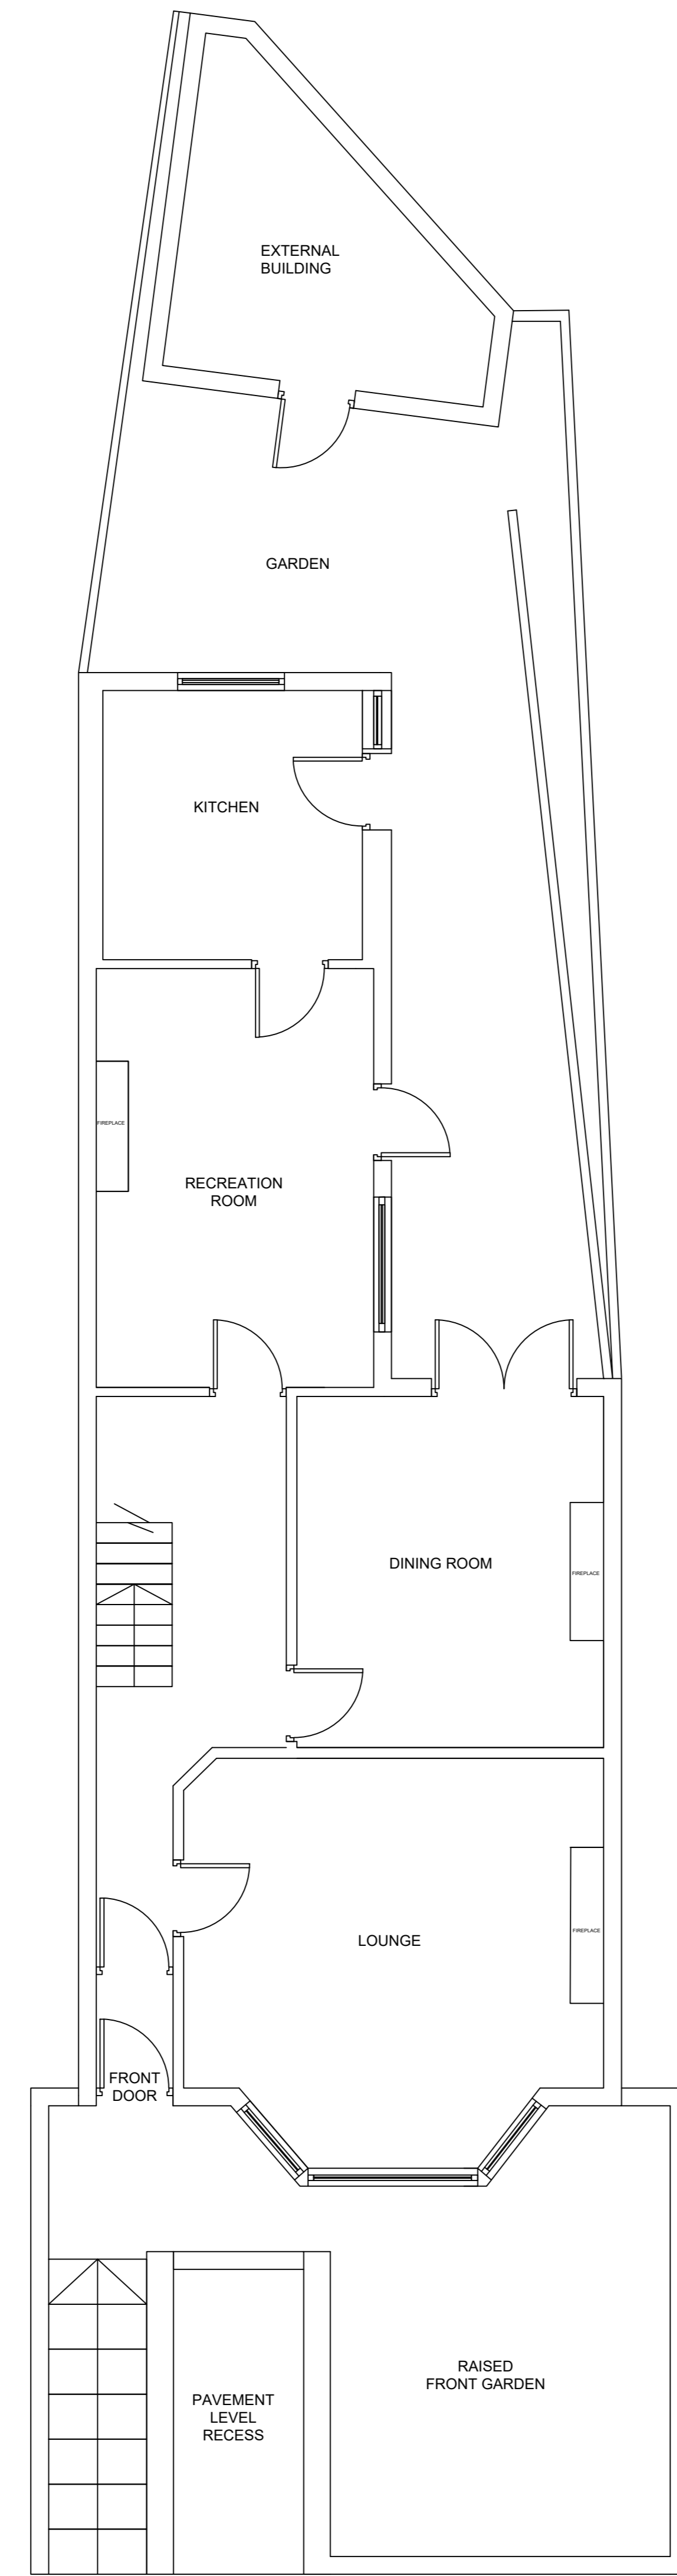 EXTERNAL
BUILDING
GARDEN
KITCHEN
FIREPLACE
RECREATION
ROOM
DINING ROOM
FIREPLACE
LOUNGE
FIREPLACE
FRONT
DOOR
RAISED
FRONT GARDEN
PAVEMENT
LEVEL
RECESS